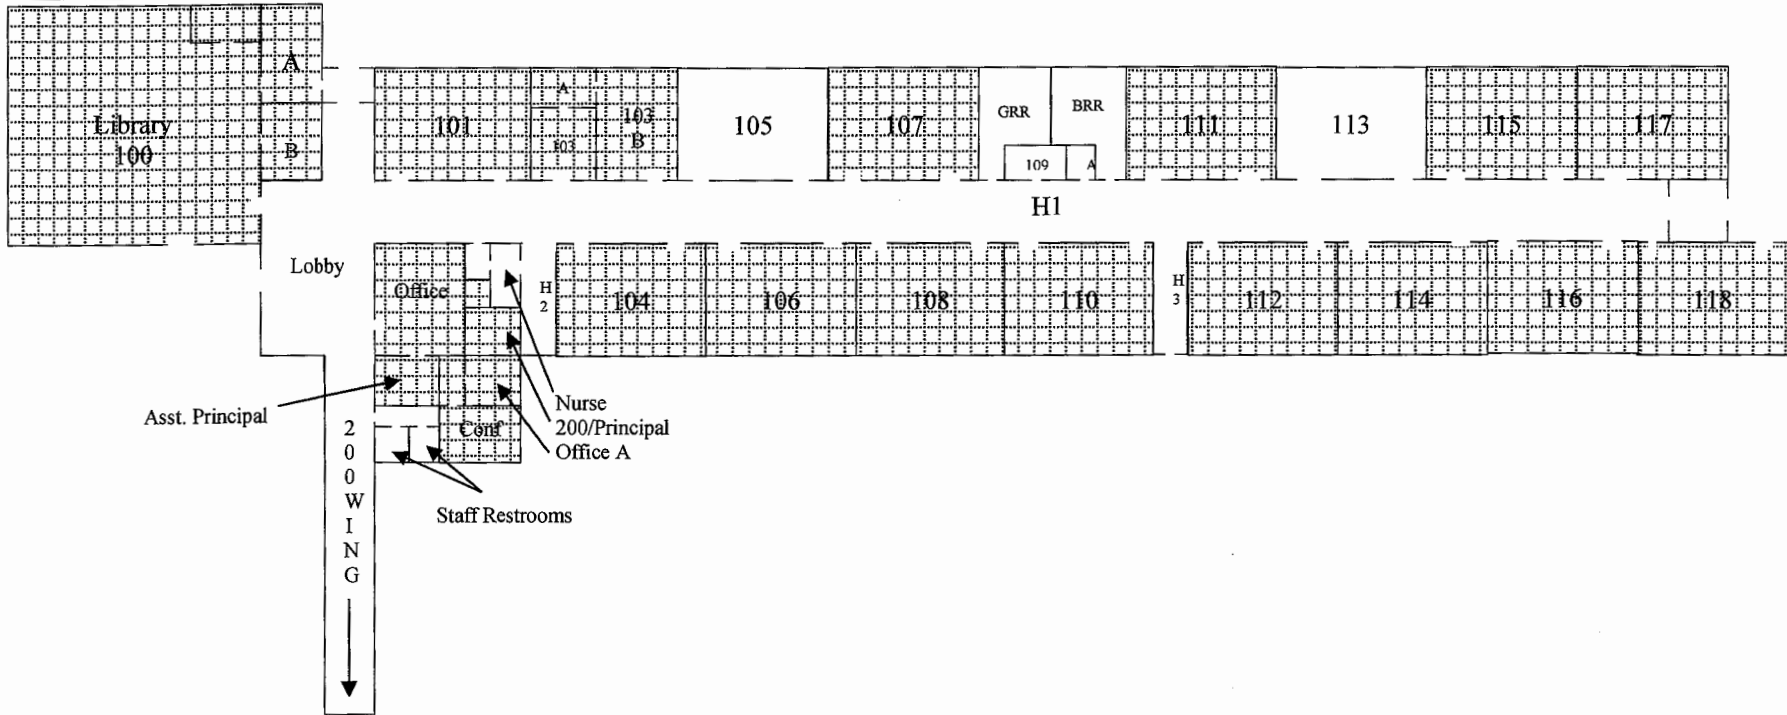 A
Library
100
B
101
A
103
103
B
105
107
GRR
BRR
109
A
111
113
115
117
H1
Lobby
Office
H
2
104
106
108
110
H
3
112
114
116
118
Asst. Principal
Nurse
200/Principal
Office A
Conf
Staff Restrooms
2
0
0
W
I
N
G